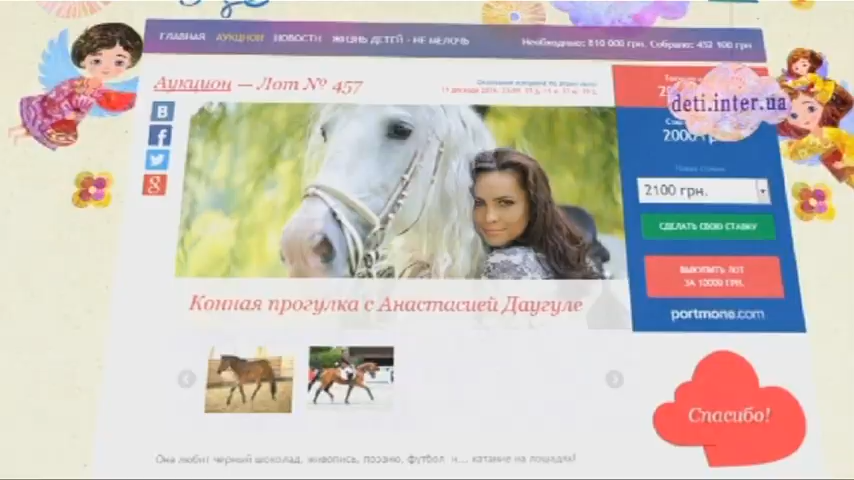 ГЛАВНАЯ АУКЦИОН НОВОСТИ ЖИЗНЬ ДЕТЕЙ - НЕ МЕЛОЧЬ
Необходимо: 810 000 грн. Собрано: 452 100 грн
Аукцион — Лот № 457
deti.inter.ua
2000 грн.
2100 грн.
СДЕЛАТЬ СВОЮ СТАВКУ
ВЫКУПИТЬ ЛОТ
ЗА 10000 ГРН.
portmone.com
Конная прогулка с Анастасией Даугуле
Спасибо!
Она любит черный шоколад, живопись, поэзию, футбол и... катание на лошадях!